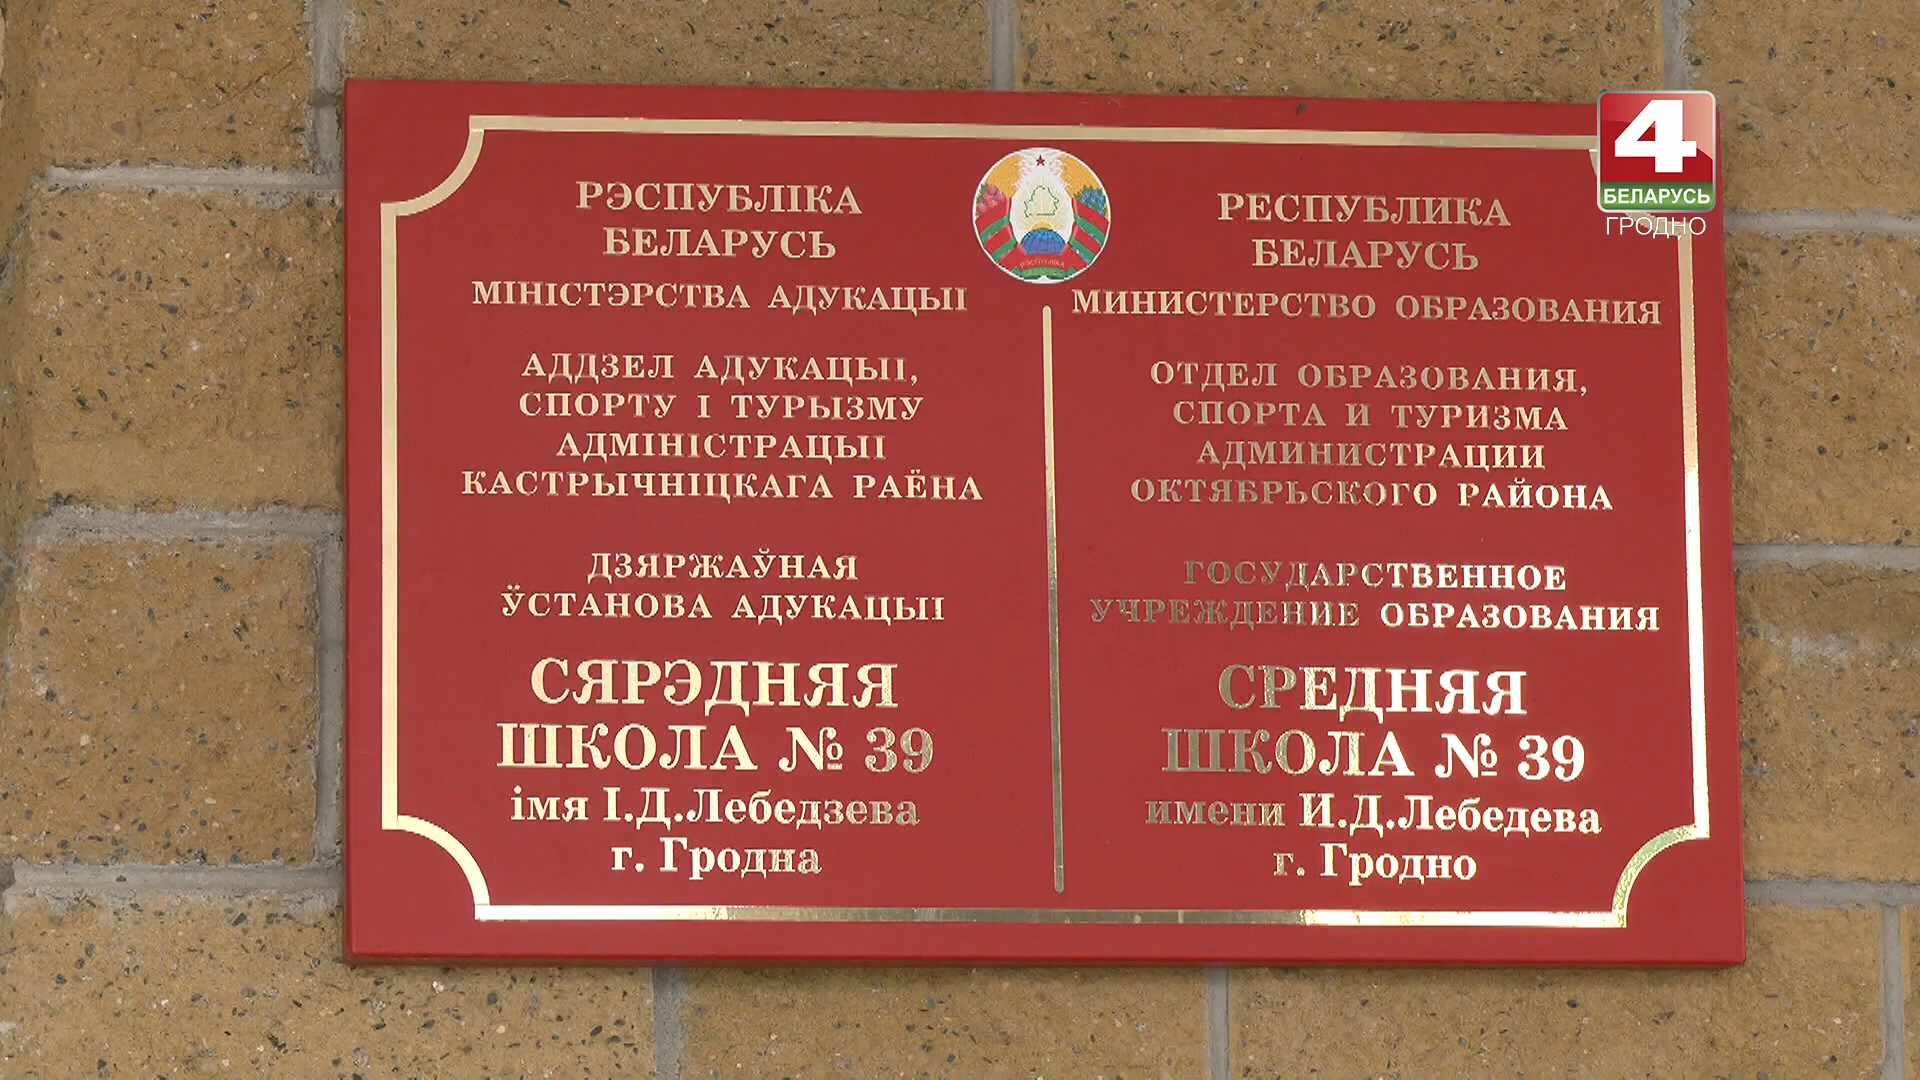 РЭСПУБЛІКА
БЕЛАРУСЬ
МІНІСТЭРСТВА АДУКАЦЫІ
АДДЗЕЛ АДУКАЦЫІ,
СПОРТУ І ТУРЫЗМУ
АДМІНІСТРАЦЫІ
КАСТРЫЧНІЦКАГА РАЁНА
ДЗЯРЖАЎНАЯ
ЎСТАНОВА АДУКАЦЫІ
СЯРЭДНЯЯ
ШКОЛА № 39
імя І.Д.Лебедзева
г. Гродна
РЕСПУБЛИКА
БЕЛАРУСЬ
МИНИСТЕРСТВО ОБРАЗОВАНИЯ
ОТДЕЛ ОБРАЗОВАНИЯ,
СПОРТА И ТУРИЗМА
АДМИНИСТРАЦИИ
ОКТЯБРЬСКОГО РАЙОНА
ГОСУДАРСТВЕННОЕ
УЧРЕЖДЕНИЕ ОБРАЗОВАНИЯ
СРЕДНЯЯ
ШКОЛА № 39
имени И.Д.Лебедева
г. Гродно
4
БЕЛАРУСЬ
ГРОДНО